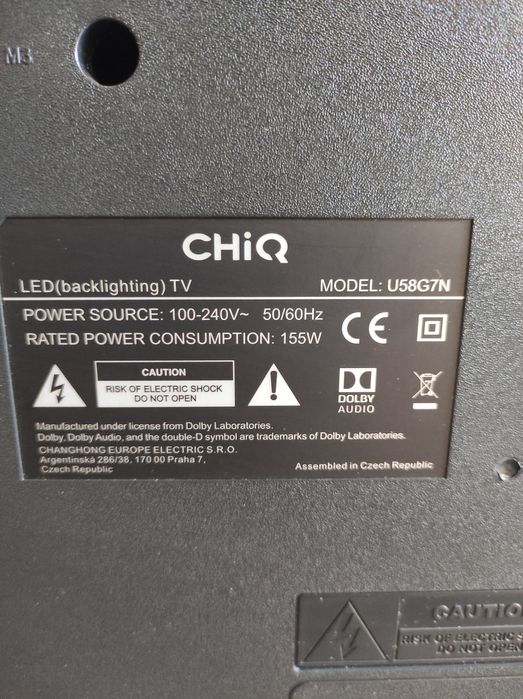 M8
CHiQ
LED(backlighting) TV MODEL: U58G7N
POWER SOURCE: 100-240V~ 50/60Hz
RATED POWER CONSUMPTION: 155W
CE
CAUTION
RISK OF ELECTRIC SHOCK
DO NOT OPEN
DOLBY
AUDIO
Manufactured under license from Dolby Laboratories.
Dolby, Dolby Audio, and the double-D symbol are trademarks of Dolby Laboratories.
CHANGHONG EUROPE ELECTRIC S.R.O.
Argentinská 286/38, 170 00 Praha 7,
Czech Republic
Assembled in Czech Republic
CAUTIO
RISK OF ELECTRIC S
DO NOT OPEN